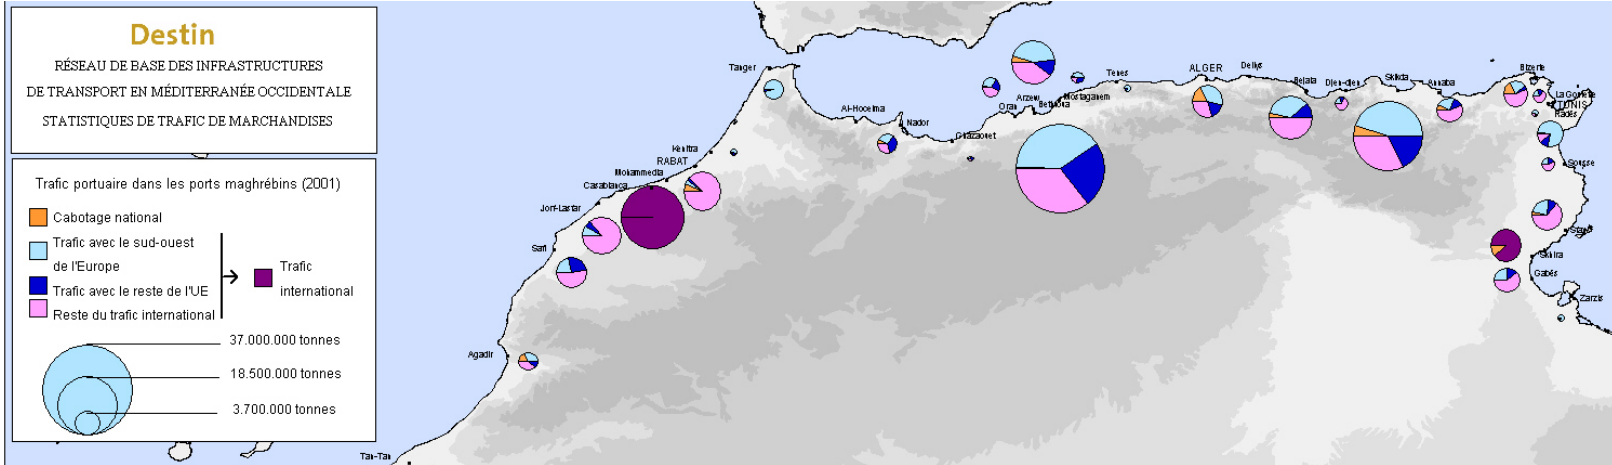 Destin
RÉSEAU DE BASE DES INFRASTRUCTURES
DE TRANSPORT EN MÉDITERRANÉE OCCIDENTALE
STATISTIQUES DE TRAFIC DE MARCHANDISES
Trafic portuaire dans les ports maghrébins (2001)
Cabotage national
Trafic avec le sud-ouest
de l'Europe
Trafic avec le reste de l'UE
Reste du trafic international
Trafic
international
37.000.000 tonnes
18.500.000 tonnes
3.700.000 tonnes
Tanger
Al-Hoceima
Nador
Ghazaouet
Oran
Arzew
Bethioua
Mostaganem
Tenes
ALGER
Dellys
Bejaia
Djen-djen
Skikda
Annaba
Bizerte
La Goulette
TUNIS
Radès
Sousse
Sfax
Skhira
Gabès
Zarzis
Kenitra
RABAT
Mohammedia
Casablanca
Jorf-Lasfar
Safi
Agadir
Tan-Tan